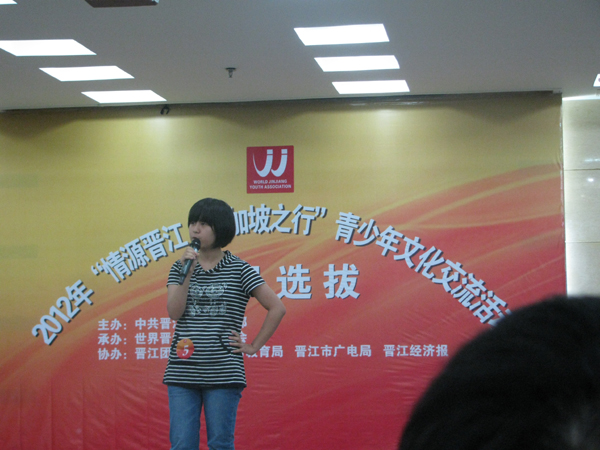 WORLD JINJIANG
YOUTH ASSOCIATION
2012年“情源晋江 加坡之行”青少年文化交流活
选拔
主办：中共晋
承办：世界晋
协办：晋江团 教育局 晋江市广电局 晋江经济报
5